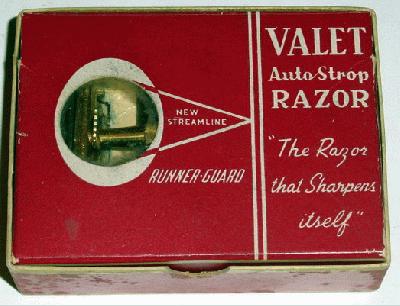 VALET
Auto-Strop
RAZOR
NEW
STREAMLINE
RUNNER-GUARD
"The Razor
that Sharpens
itself"